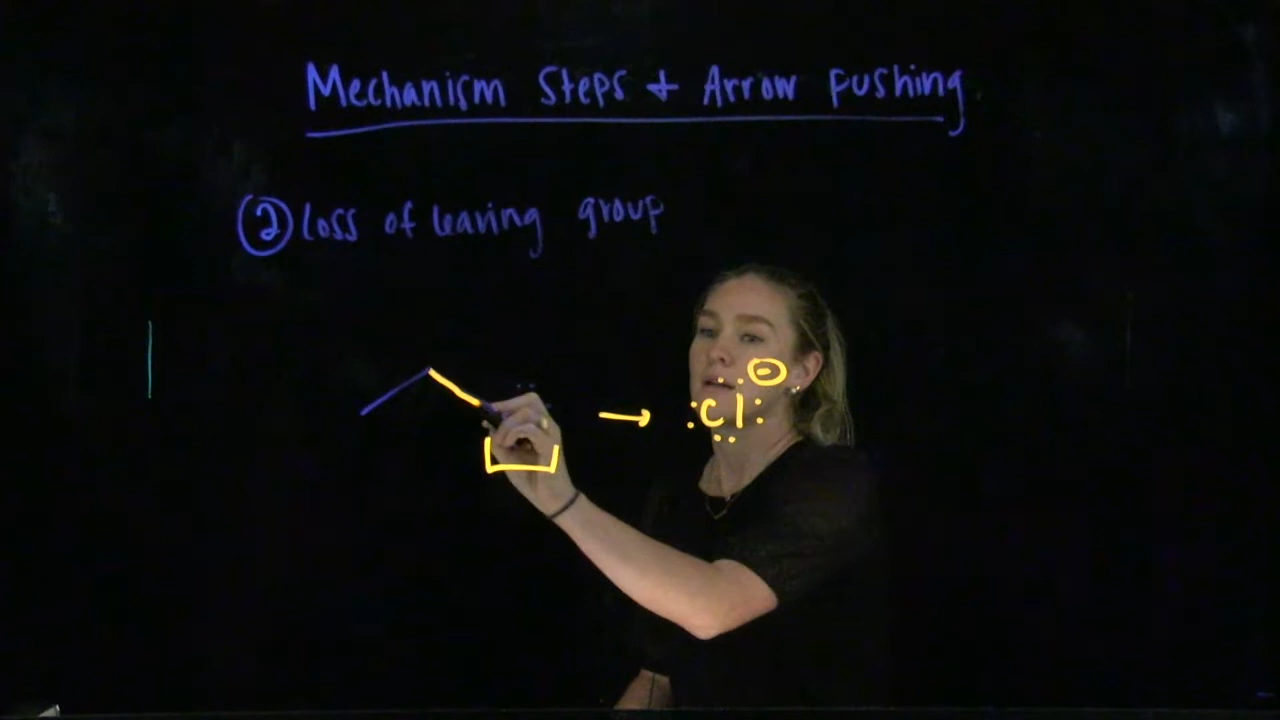 Mechanism Steps + Arrow Pushing
② Loss of leaving group
→ :Cl: ⊖